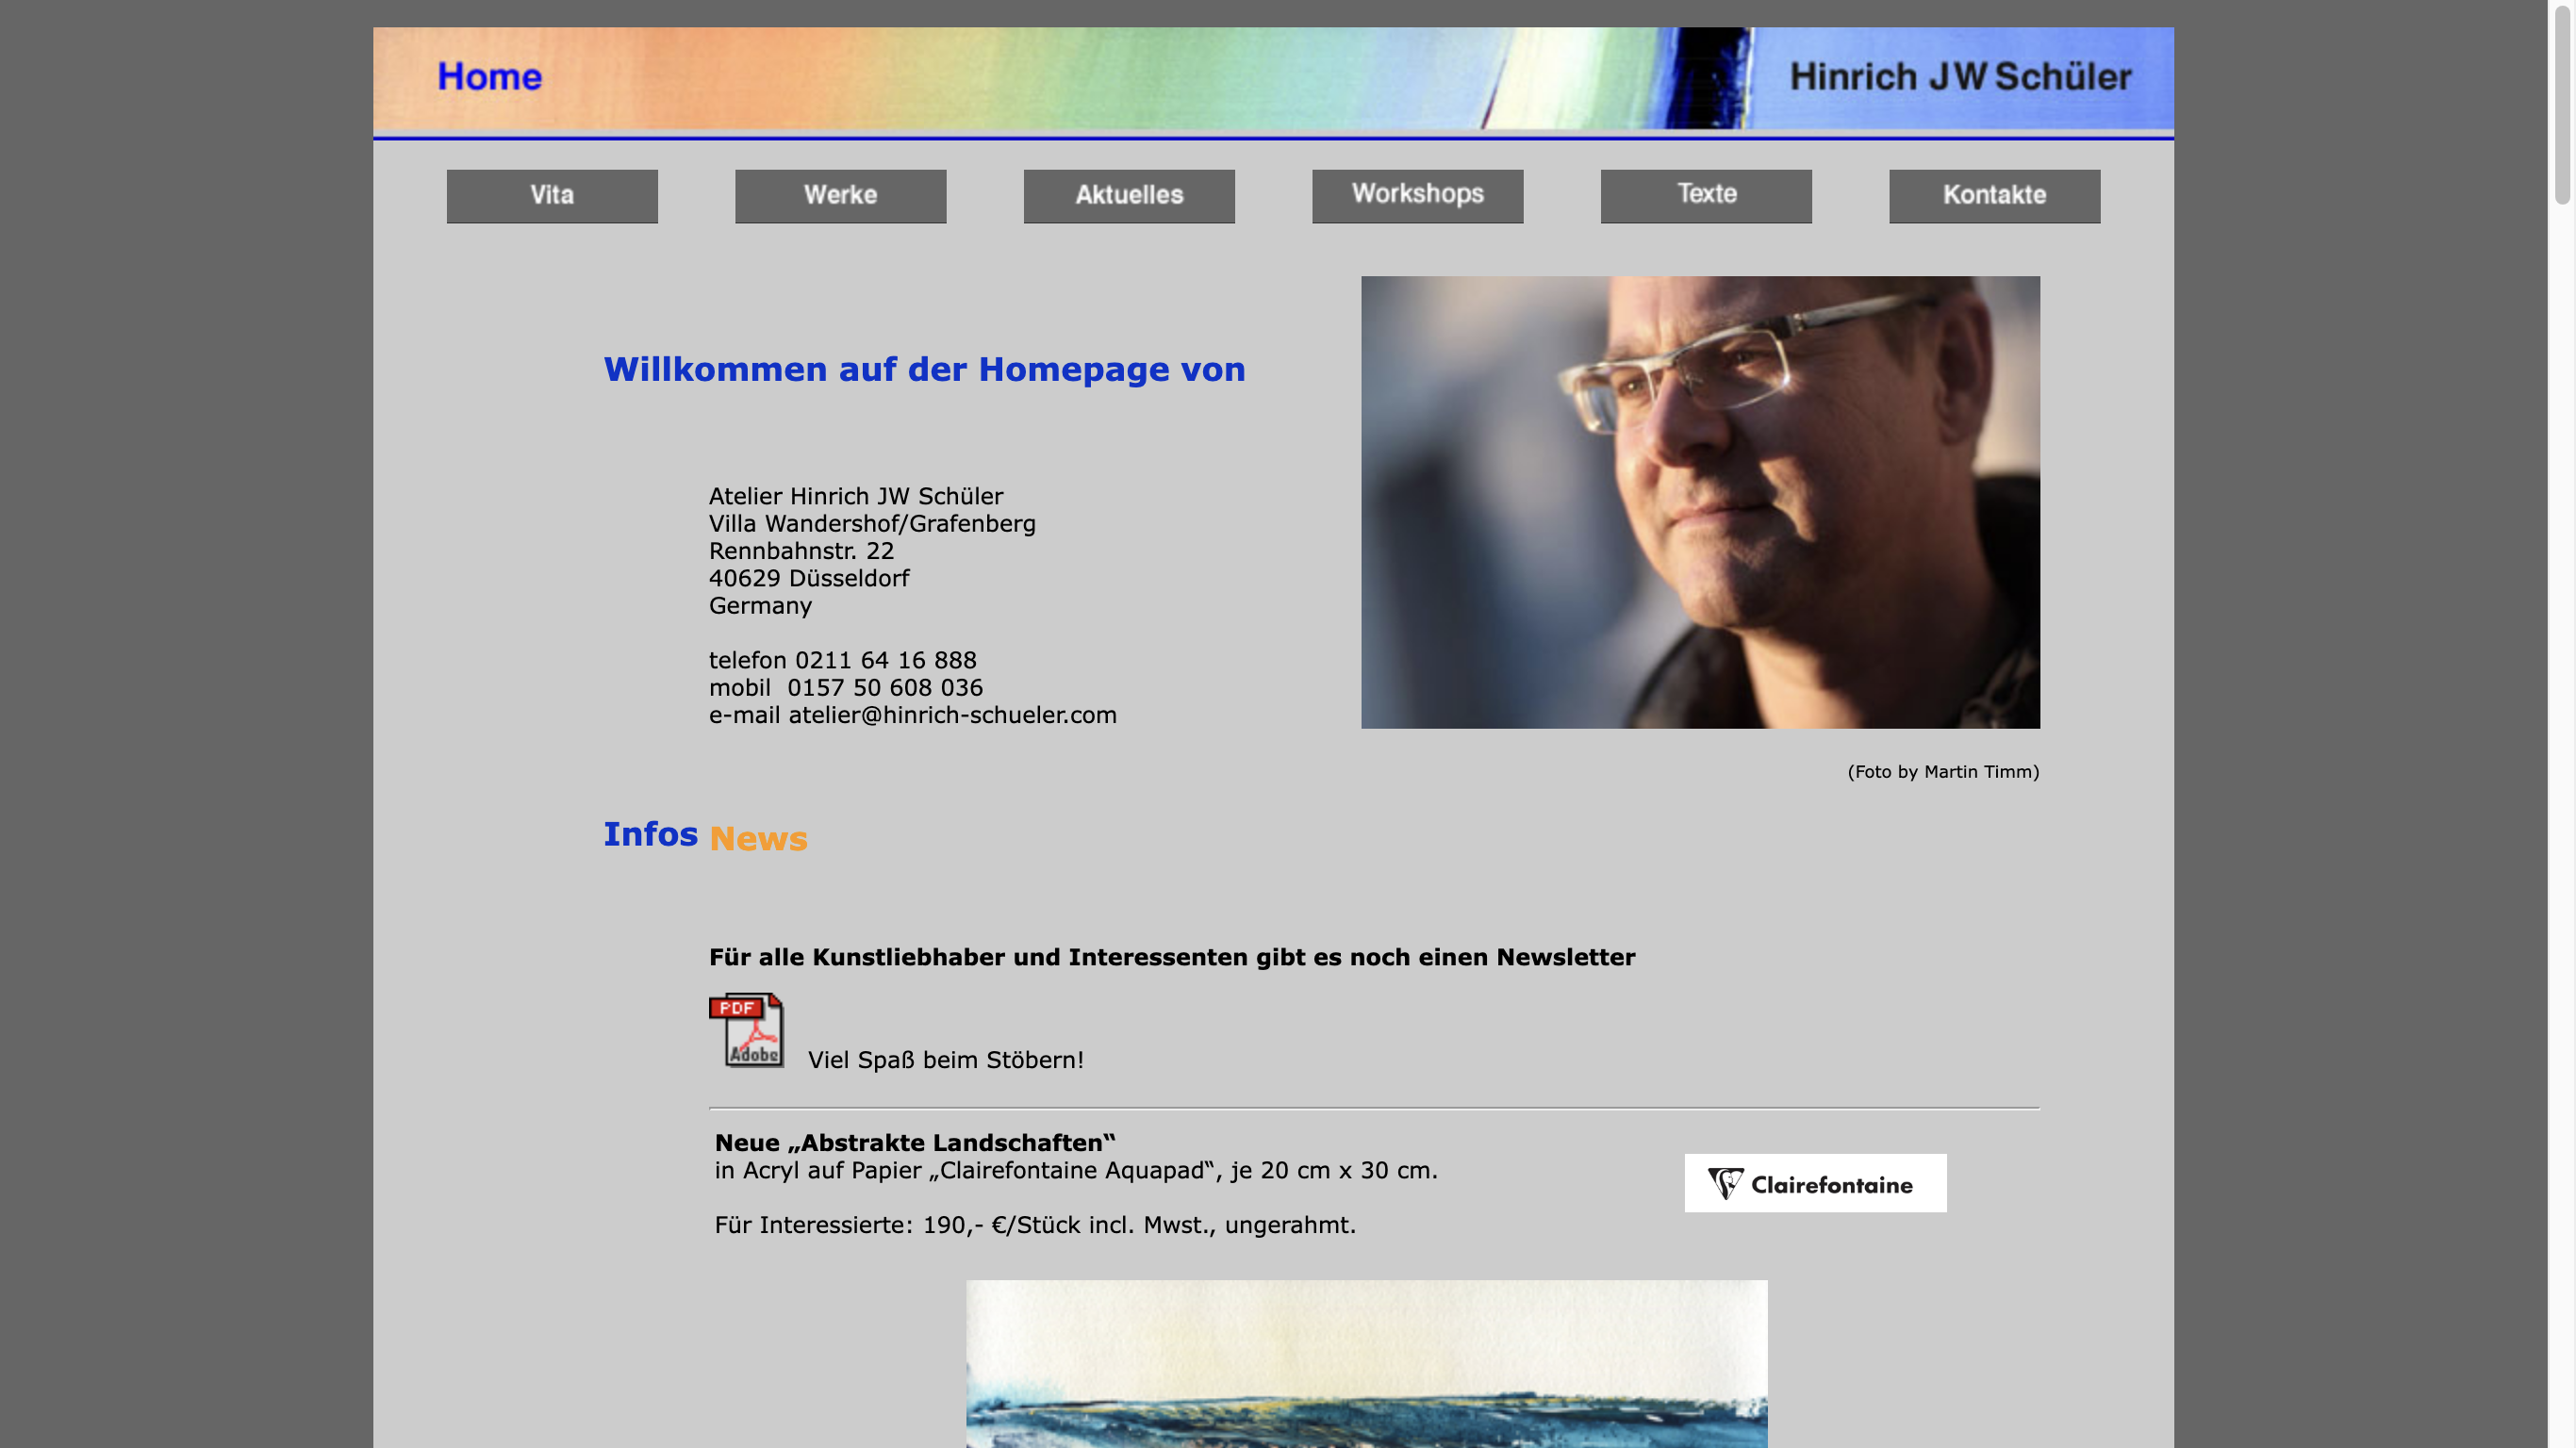 Home
Hinrich JW Schüler
Vita
Werke
Aktuelles
Workshops
Texte
Kontakte
Willkommen auf der Homepage von
Atelier Hinrich JW Schüler
Villa Wandershof/Grafenberg
Rennbahnstr. 22
40629 Düsseldorf
Germany
telefon 0211 64 16 888
mobil  0157 50 608 036
e-mail atelier@hinrich-schueler.com
(Foto by Martin Timm)
Infos News
Für alle Kunstliebhaber und Interessenten gibt es noch einen Newsletter
PDF
Adobe
Viel Spaß beim Stöbern!
Neue „Abstrakte Landschaften‟
in Acryl auf Papier „Clairefontaine Aquapad‟, je 20 cm x 30 cm.
Clairefontaine
Für Interessierte: 190,- €/Stück incl. Mwst., ungerahmt.